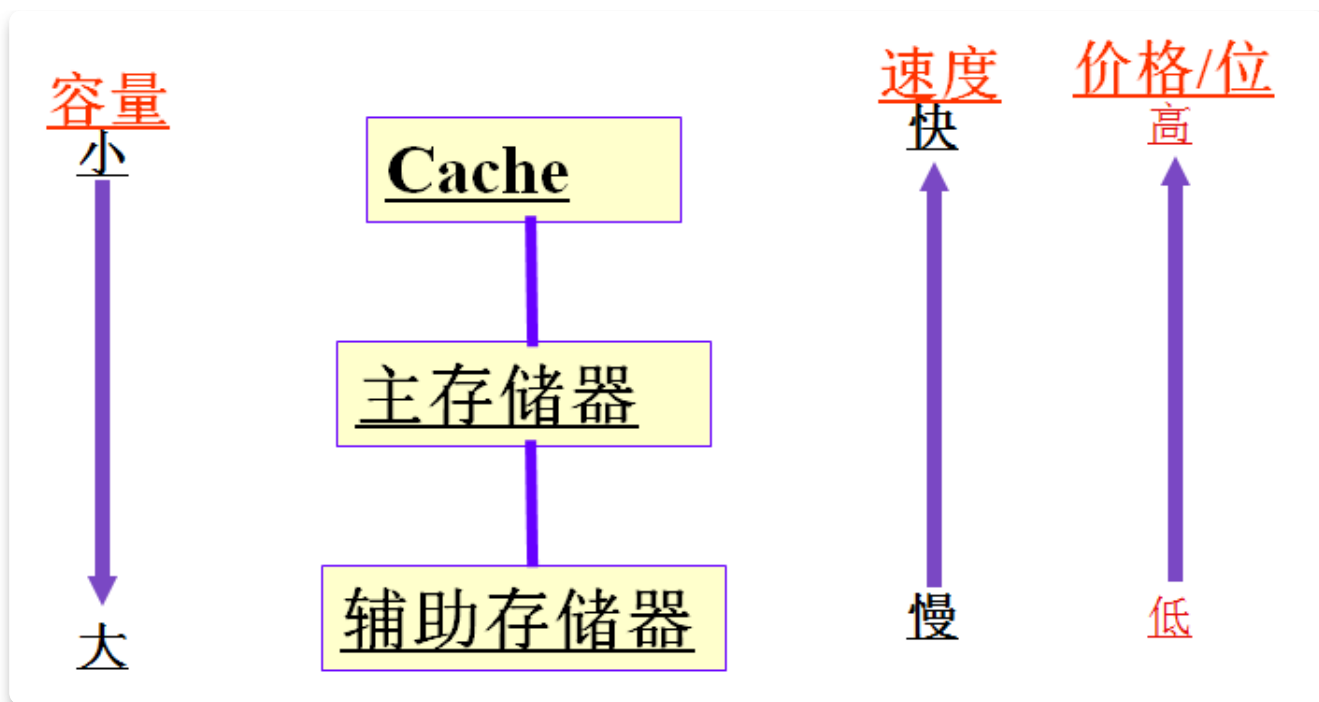 容量
小
大
Cache
主存储器
辅助存储器
速度
快
慢
价格/位
高
低